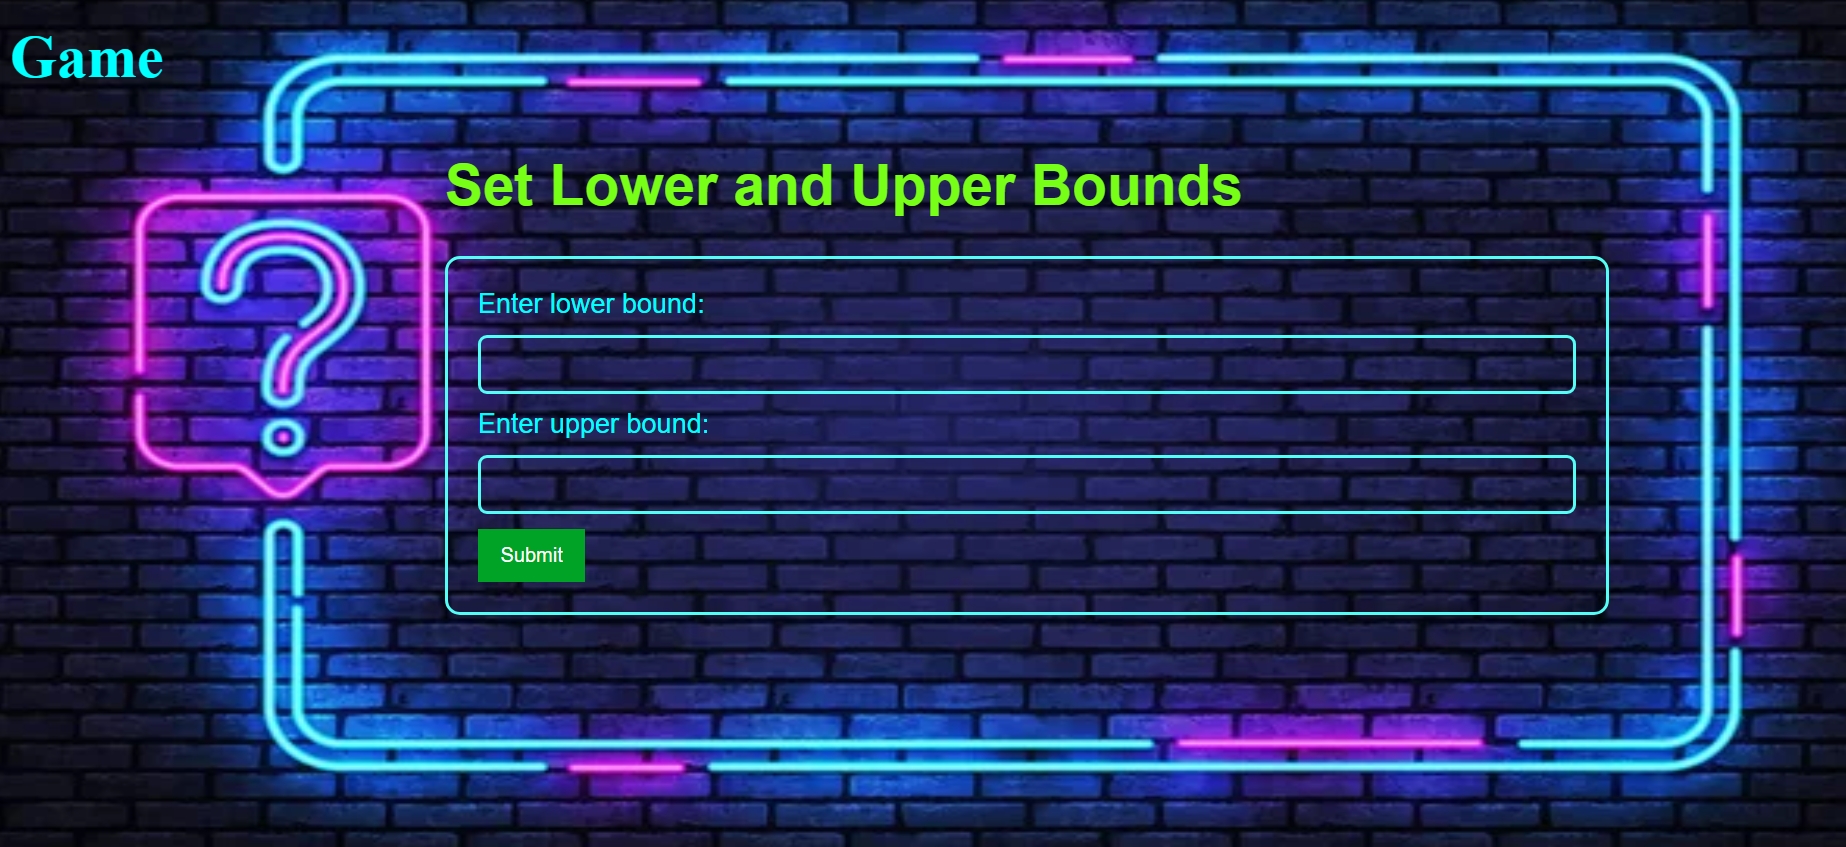 Game
Set Lower and Upper Bounds
Enter lower bound:
Enter upper bound:
Submit